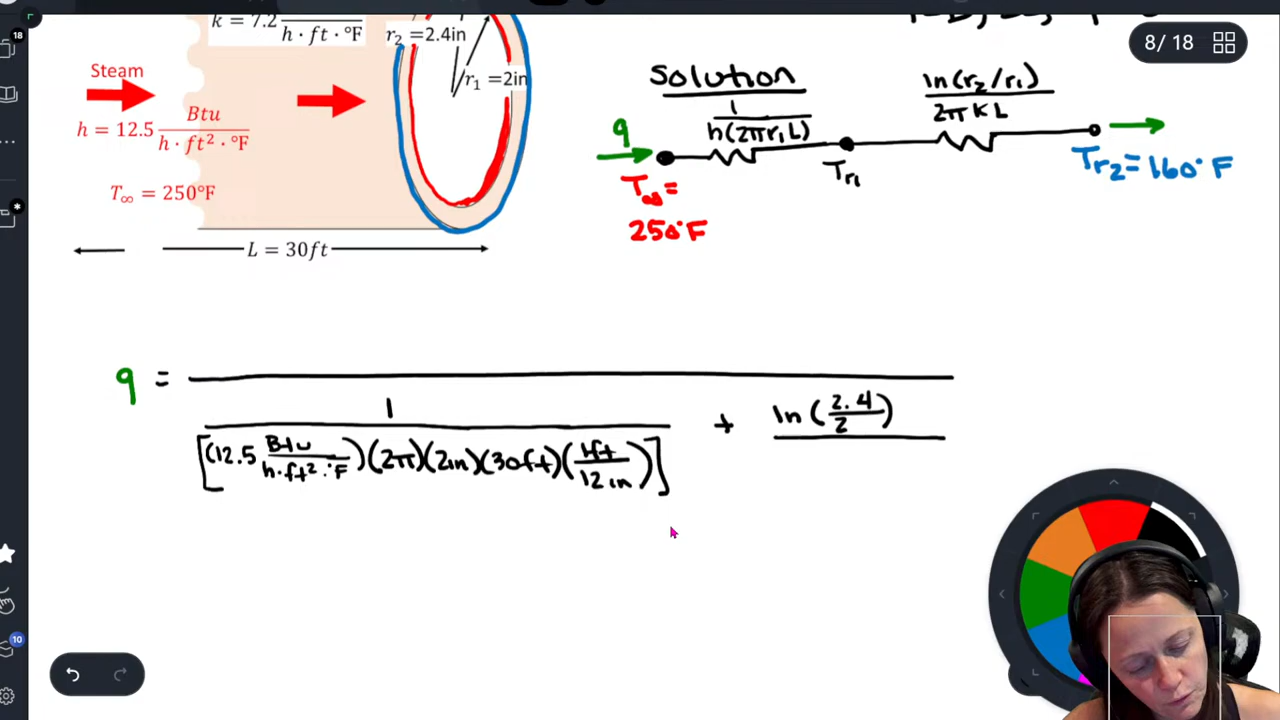 8 / 18
18
k = 7.2 ─── h · ft · °F
r₂ = 2.4in
r₁ = 2in
Steam
h = 12.5 Btu / h · ft² · °F
T∞ = 250°F
L = 30ft
Solution
1 / h(2πr₁L)
ln(r₂/r₁) / 2πKL
q
T∞ =
250°F
Tr₁
Tr₂ = 160°F
q =
1 / [(12.5 Btu / h·ft²·°F)(2π)(2in)(30ft)(1ft / 12in)] + ln(2.4 / 2)
10